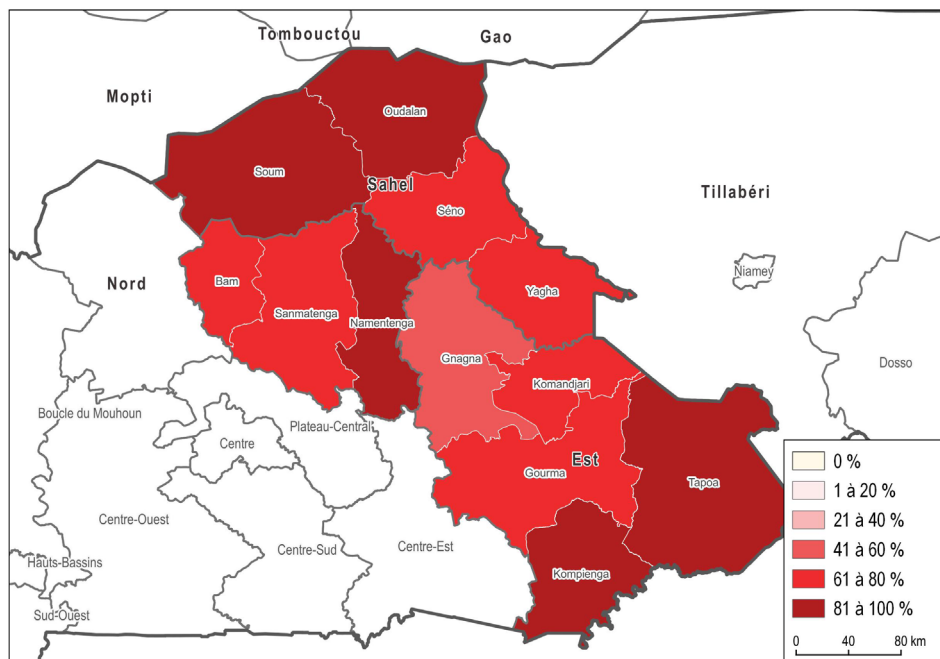 Tombouctou
Gao
Mopti
Oudalan
Soum
Sahel
Tillabéri
Séno
Niamey
Nord
Bam
Yagha
Sanmatenga
Namentenga
Gnagna
Dosso
Komandjari
Boucle du Mouhoun
Plateau-Central
Centre
Est
Gourma
Tapoa
Centre-Ouest
Centre-Sud
Centre-Est
Kompienga
Hauts-Bassins
Sud-Ouest
0 %
1 à 20 %
21 à 40 %
41 à 60 %
61 à 80 %
81 à 100 %
0 40 80 km